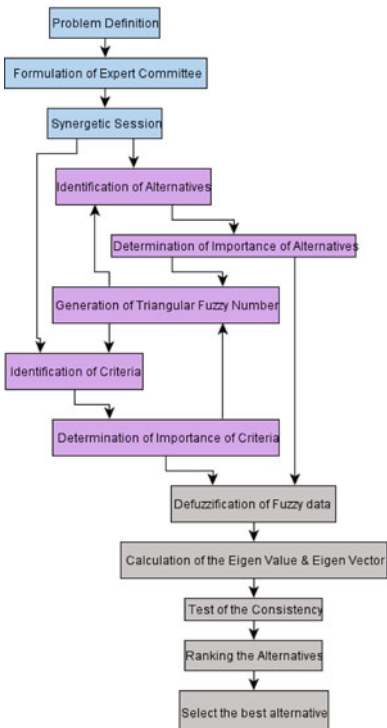 Problem Definition
Formulation of Expert Committee
Synergetic Session
Identification of Alternatives
Determination of Importance of Alternatives
Generation of Triangular Fuzzy Number
Identification of Criteria
Determination of Importance of Criteria
Defuzzification of Fuzzy data
Calculation of the Eigen Value & Eigen Vector
Test of the Consistency
Ranking the Alternatives
Select the best alternative